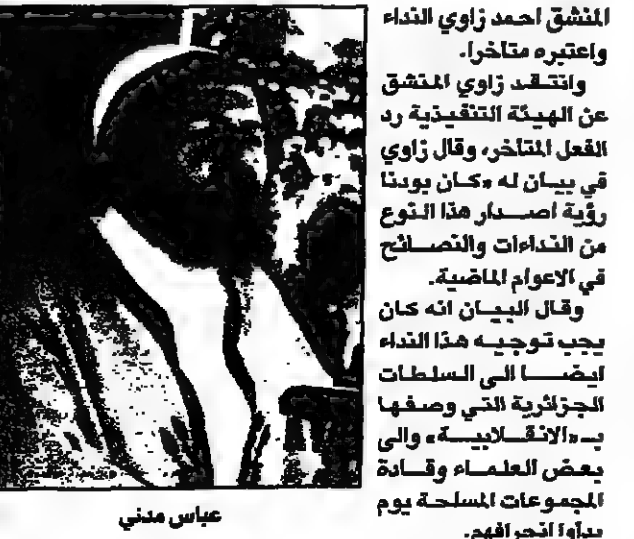 المنشق احمد زاوي النداء
واعتبره متأخرا.
وانتقد زاوي المنشق
عن الهيئة التنفيذية رد
الفعل المتأخر، وقال زاوي
في بيان له «كان بودنا
رؤية اصدار هذا النوع
من النداءات والنصائح
في الاعوام الماضية.
وقال البيان انه كان
يجب توجيه هذا النداء
ايضا الى السلطات
الجزائرية التي وصفها
بـ«الانقلابية» والى
بعض العلماء وقادة
المجموعات المسلحة يوم
بدأوا انحرافهم.
عباس مدني